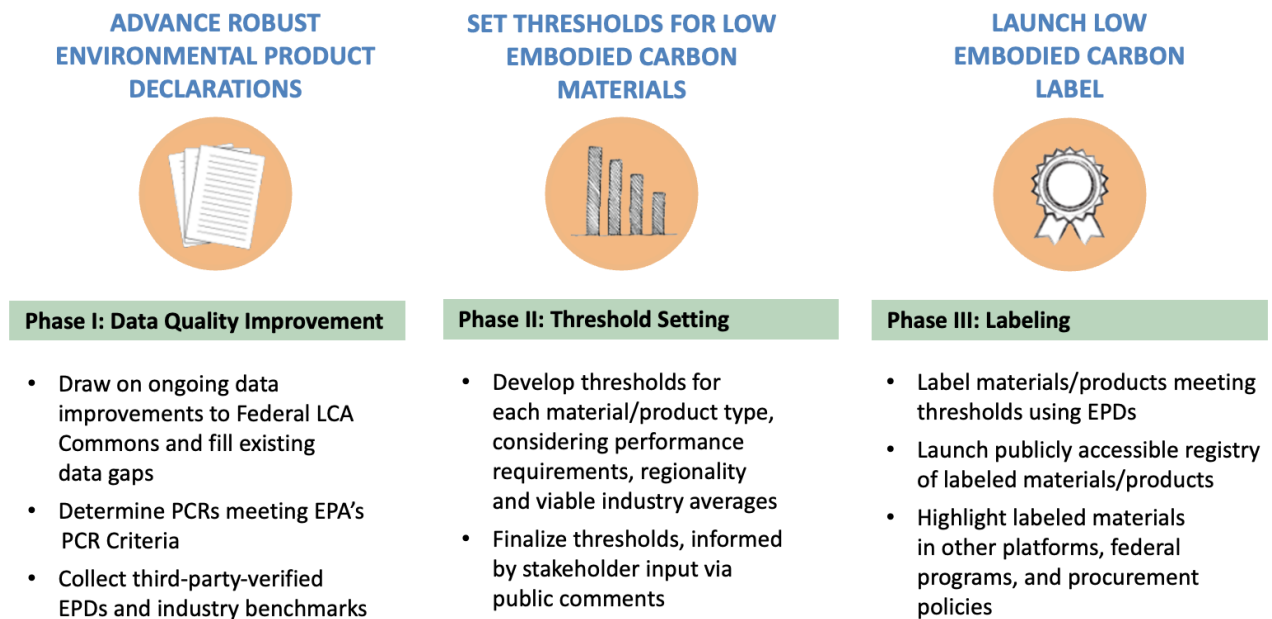 ADVANCE ROBUST
ENVIRONMENTAL PRODUCT
DECLARATIONS
Phase I: Data Quality Improvement
• Draw on ongoing data
improvements to Federal LCA
Commons and fill existing
data gaps
• Determine PCRs meeting EPA’s
PCR Criteria
• Collect third-party-verified
EPDs and industry benchmarks
SET THRESHOLDS FOR LOW
EMBODIED CARBON
MATERIALS
Phase II: Threshold Setting
• Develop thresholds for
each material/product type,
considering performance
requirements, regionality
and viable industry averages
• Finalize thresholds, informed
by stakeholder input via
public comments
LAUNCH LOW
EMBODIED CARBON
LABEL
Phase III: Labeling
• Label materials/products meeting
thresholds using EPDs
• Launch publicly accessible registry
of labeled materials/products
• Highlight labeled materials
in other platforms, federal
programs, and procurement
policies